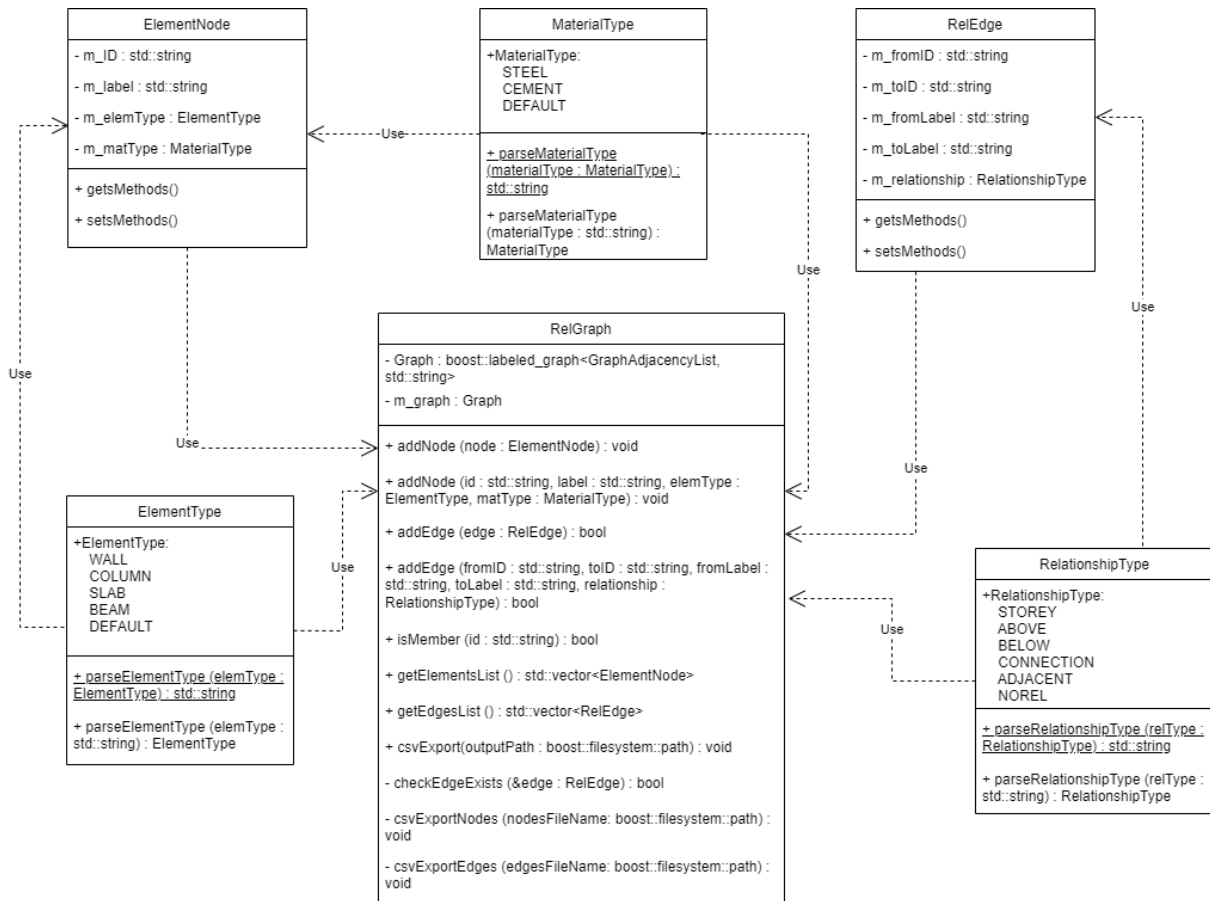 ElementNode
- m_ID : std::string
- m_label : std::string
- m_elemType : ElementType
- m_matType : MaterialType
+ getsMethods()
+ setsMethods()
MaterialType
+MaterialType:
STEEL
CEMENT
DEFAULT
+ parseMaterialType
(materialType : MaterialType) :
std::string
+ parseMaterialType
(materialType : std::string) :
MaterialType
RelEdge
- m_fromID : std::string
- m_toID : std::string
- m_fromLabel : std::string
- m_toLabel : std::string
- m_relationship : RelationshipType
+ getsMethods()
+ setsMethods()
Use
Use
Use
Use
Use
Use
Use
Use
RelGraph
- Graph : boost::labeled_graph<GraphAdjacencyList,
std::string>
- m_graph : Graph
+ addNode (node : ElementNode) : void
+ addNode (id : std::string, label : std::string, elemType :
ElementType, matType : MaterialType) : void
+ addEdge (edge : RelEdge) : bool
+ addEdge (fromID : std::string, toID : std::string, fromLabel :
std::string, toLabel : std::string, relationship :
RelationshipType) : bool
+ isMember (id : std::string) : bool
+ getElementsList () : std::vector<ElementNode>
+ getEdgesList () : std::vector<RelEdge>
+ csvExport(outputPath : boost::filesystem::path) : void
- checkEdgeExists (&edge : RelEdge) : bool
- csvExportNodes (nodesFileName: boost::filesystem::path) :
void
- csvExportEdges (edgesFileName: boost::filesystem::path) :
void
ElementType
+ElementType:
WALL
COLUMN
SLAB
BEAM
DEFAULT
+ parseElementType (elemType :
ElementType) : std::string
+ parseElementType (elemType :
std::string) : ElementType
RelationshipType
+RelationshipType:
STOREY
ABOVE
BELOW
CONNECTION
ADJACENT
NOREL
+ parseRelationshipType (relType :
RelationshipType) : std::string
+ parseRelationshipType (relType :
std::string) : RelationshipType